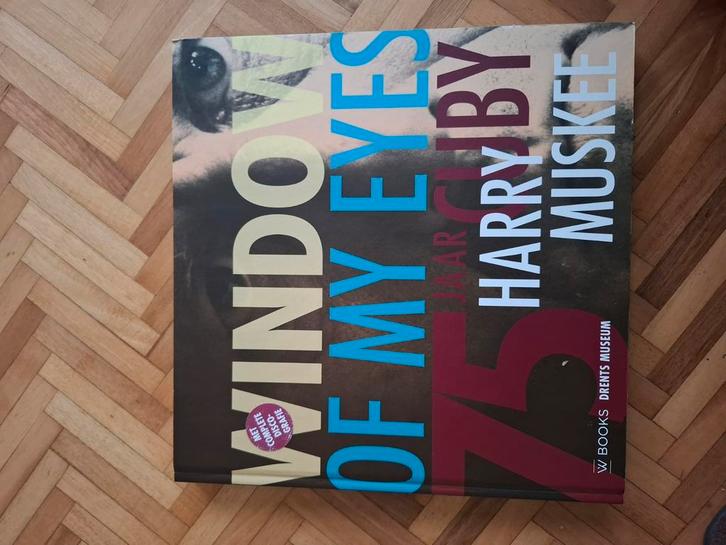 WINDOW
OF MY EYES
75 JAAR CUBY
HARRY
MUSKEE
MET
COMPLETE
DISCO-
GRAFIE
W BOOKS DRENTS MUSEUM